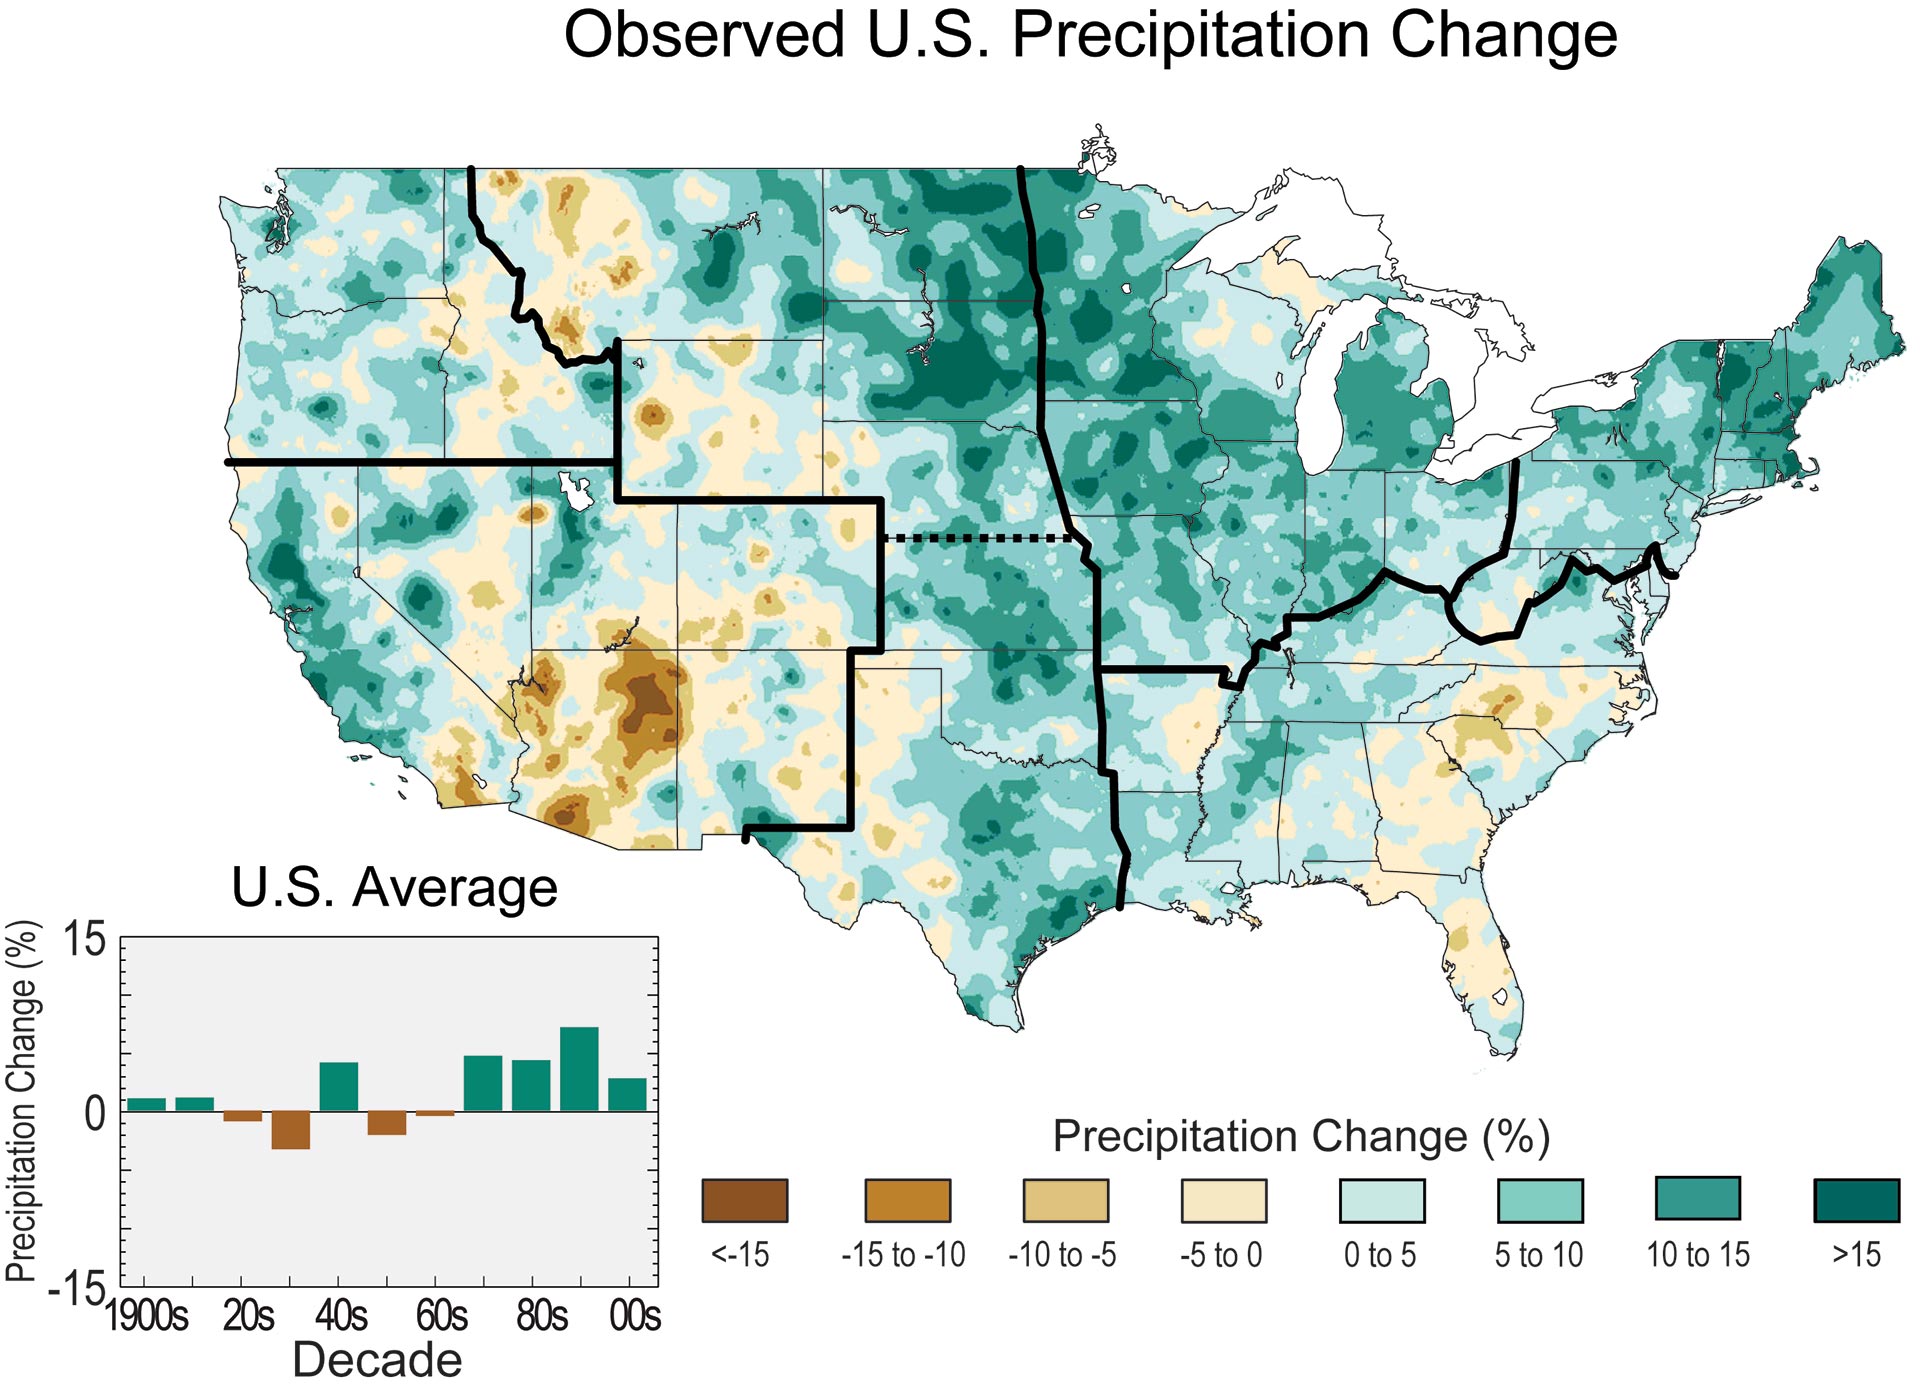 Observed U.S. Precipitation Change
U.S. Average
Precipitation Change (%)
15
0
-15
1900s 20s 40s 60s 80s 00s
Decade
Precipitation Change (%)
<-15 -15 to -10 -10 to -5 -5 to 0 0 to 5 5 to 10 10 to 15 >15